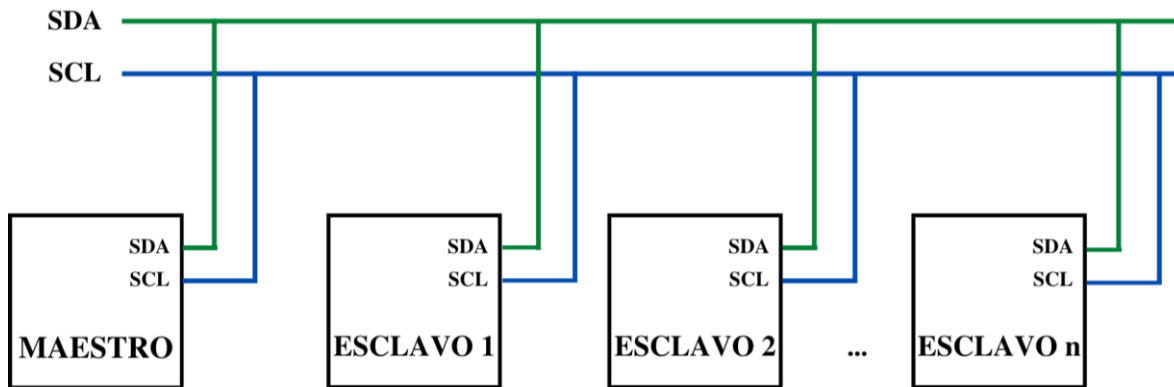 SDA
SCL
SDA
SCL
MAESTRO
SDA
SCL
ESCLAVO 1
SDA
SCL
ESCLAVO 2
...
SDA
SCL
ESCLAVO n